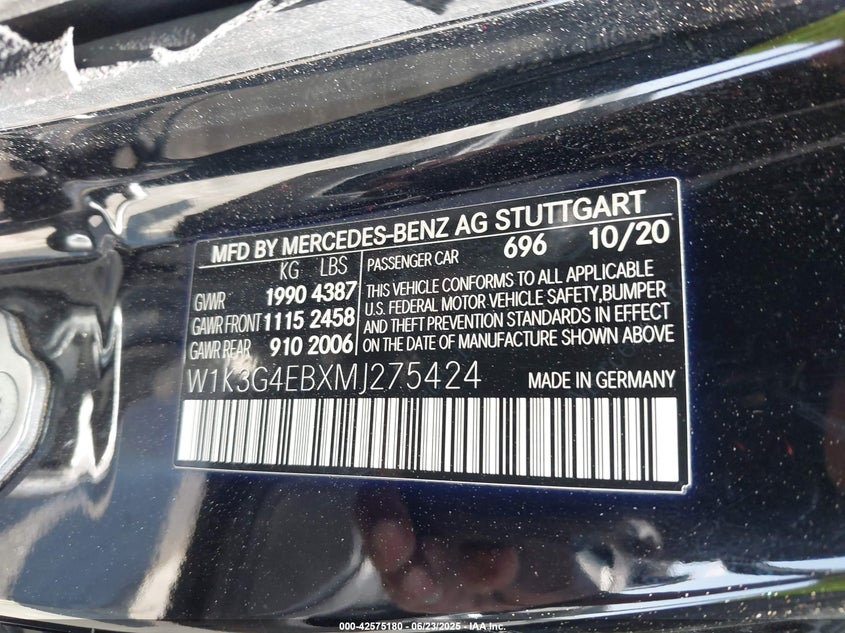 MFD BY MERCEDES-BENZ AG STUTTGART
KG LBS
GVWR 1990 4387
GAWR FRONT 1115 2458
GAWR REAR 910 2006
PASSENGER CAR 696 10/20
THIS VEHICLE CONFORMS TO ALL APPLICABLE
U.S. FEDERAL MOTOR VEHICLE SAFETY,BUMPER
AND THEFT PREVENTION STANDARDS IN EFFECT
ON THE DATE OF MANUFACTURE SHOWN ABOVE
W1K3G4EBXMJ275424 MADE IN GERMANY
000-42575180 - 06/23/2025 - IAA Inc.